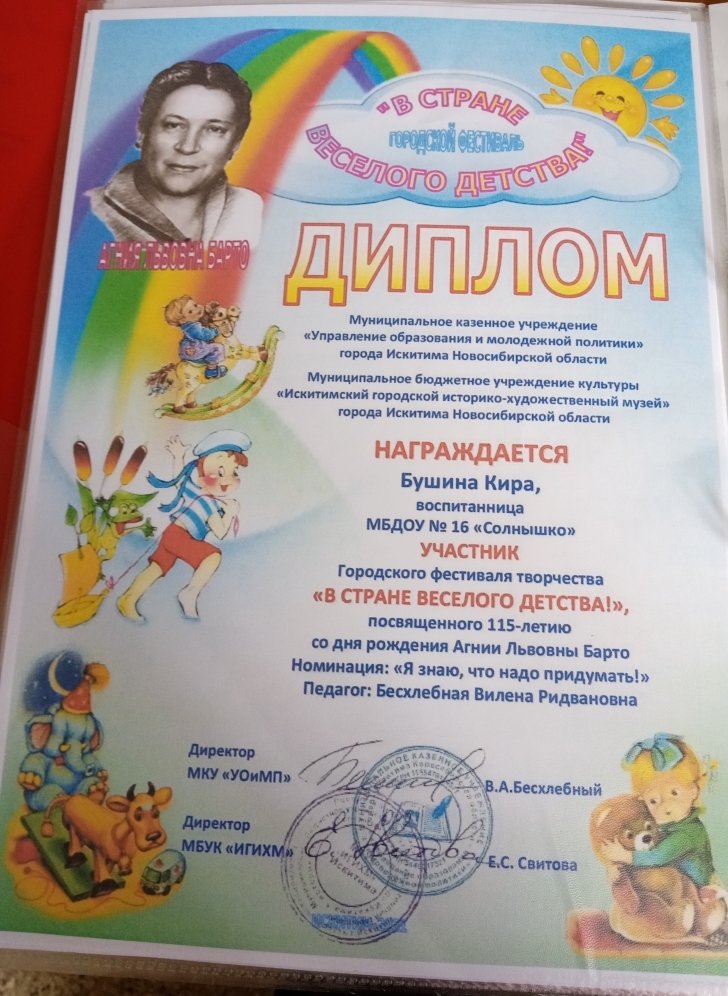 "В СТРАНЕ
ГОРОДСКОЙ ФЕСТИВАЛЬ
ВЕСЕЛОГО ДЕТСТВА!"
АГНИЯ ЛЬВОВНА БАРТО
ДИПЛОМ
Муниципальное казенное учреждение
«Управление образования и молодежной политики»
города Искитима Новосибирской области
Муниципальное бюджетное учреждение культуры
«Искитимский городской историко-художественный музей»
города Искитима Новосибирской области
НАГРАЖДАЕТСЯ
Бушина Кира,
воспитанница
МБДОУ № 16 «Солнышко»
УЧАСТНИК
Городского фестиваля творчества
«В СТРАНЕ ВЕСЕЛОГО ДЕТСТВА!»,
посвященного 115-летию
со дня рождения Агнии Львовны Барто
Номинация: «Я знаю, что надо придумать!»
Педагог: Бесхлебная Вилена Ридвановна
Директор
МКУ «УОиМП»
В.А.Бесхлебный
Директор
МБУК «ИГИХМ»
Е.С. Свитова